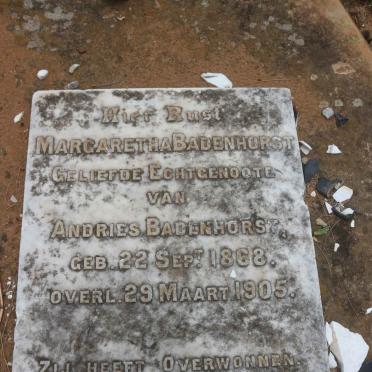 Hier Rust
MARGARETHA BADENHORST
GELIEFDE ECHTGENOOTE
VAN
ANDRIES BADENHORST,
GEB. 22 SEPT. 1868.
OVERL. 29 MAART 1905.
ZIJ HEEFT OVERWONNEN